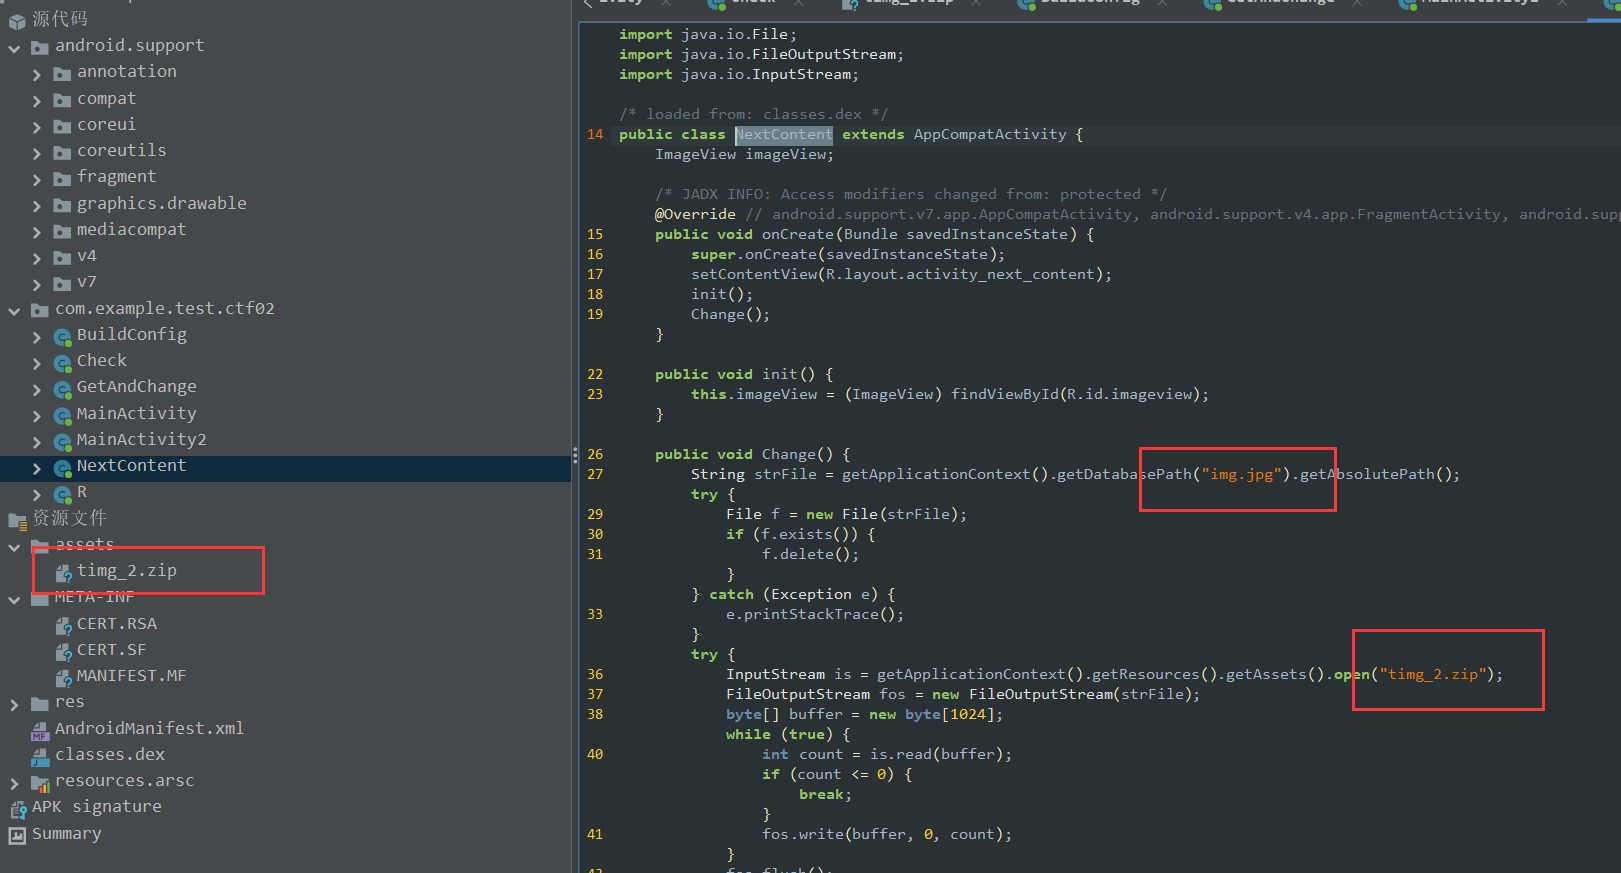 源代码
android.support
annotation
compat
coreui
coreutils
fragment
graphics.drawable
mediacompat
v4
v7
com.example.test.ctf02
BuildConfig
Check
GetAndChange
MainActivity
MainActivity2
NextContent
R
资源文件
assets
timg_2.zip
META-INF
CERT.RSA
CERT.SF
MANIFEST.MF
res
AndroidManifest.xml
classes.dex
resources.arsc
APK signature
Summary
import java.io.File;
import java.io.FileOutputStream;
import java.io.InputStream;
/* loaded from: classes.dex */
14 public class NextContent extends AppCompatActivity {
ImageView imageView;
/* JADX INFO: Access modifiers changed from: protected */
@Override // android.support.v7.app.AppCompatActivity, android.support.v4.app.FragmentActivity, android.sup
15 public void onCreate(Bundle savedInstanceState) {
16 super.onCreate(savedInstanceState);
17 setContentView(R.layout.activity_next_content);
18 init();
19 Change();
}
22 public void init() {
23 this.imageView = (ImageView) findViewById(R.id.imageview);
}
26 public void Change() {
27 String strFile = getApplicationContext().getDatabasePath("img.jpg").getAbsolutePath();
try {
29 File f = new File(strFile);
30 if (f.exists()) {
31 f.delete();
}
} catch (Exception e) {
33 e.printStackTrace();
}
try {
36 InputStream is = getApplicationContext().getResources().getAssets().open("timg_2.zip");
37 FileOutputStream fos = new FileOutputStream(strFile);
38 byte[] buffer = new byte[1024];
while (true) {
40 int count = is.read(buffer);
if (count <= 0) {
break;
}
41 fos.write(buffer, 0, count);
}